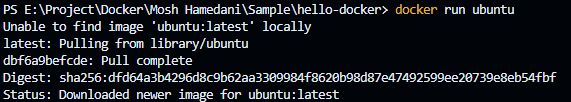 PS E:\Project\Docker\Mosh Hamedani\Sample\hello-docker> docker run ubuntu
Unable to find image 'ubuntu:latest' locally
latest: Pulling from library/ubuntu
dbf6a9befcde: Pull complete
Digest: sha256:dfd64a3b4296d8c9b62aa3309984f8620b98d87e47492599ee20739e8eb54fbf
Status: Downloaded newer image for ubuntu:latest